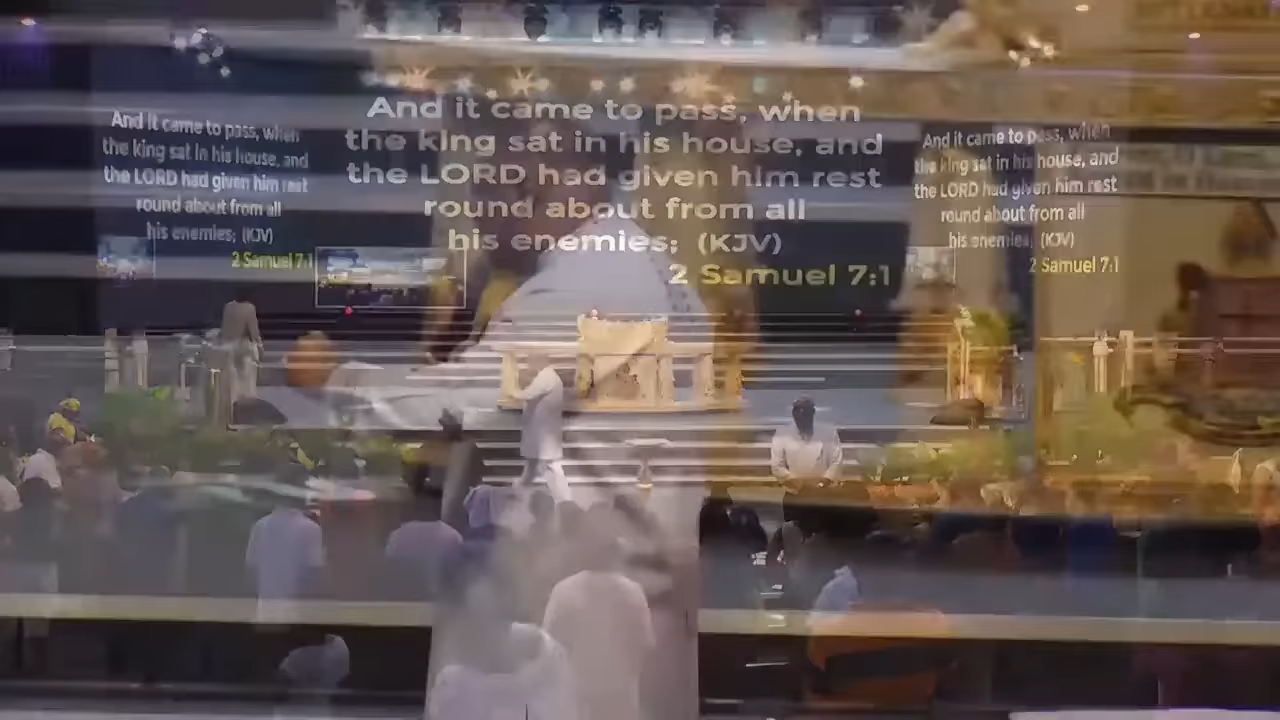 And it came to pass, when
the king sat in his house, and
the LORD had given him rest
round about from all
his enemies; (KJV)
2 Samuel 7:1
And it came to pass, when
the king sat in his house, and
the LORD had given him rest
round about from all
his enemies; (KJV)
2 Samuel 7:1
And it came to pass, when
the king sat in his house, and
the LORD had given him rest
round about from all
his enemies; (KJV)
2 Samuel 7:1